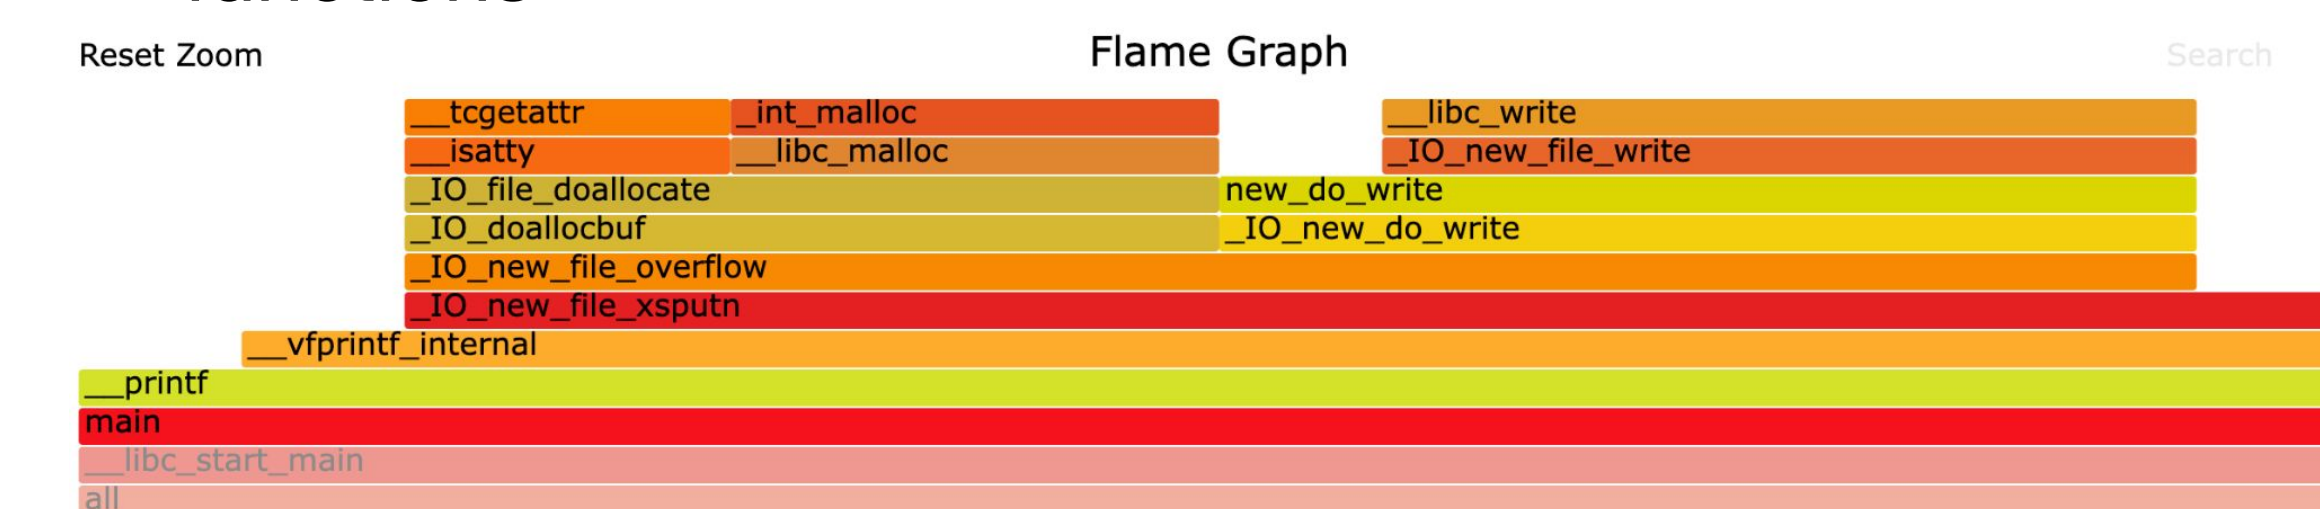 functions
Reset Zoom Flame Graph Search
__tcgetattr _int_malloc __libc_write
__isatty __libc_malloc _IO_new_file_write
_IO_file_doallocate new_do_write
_IO_doallocbuf _IO_new_do_write
_IO_new_file_overflow
_IO_new_file_xsputn
__vfprintf_internal
__printf
main
__libc_start_main
all